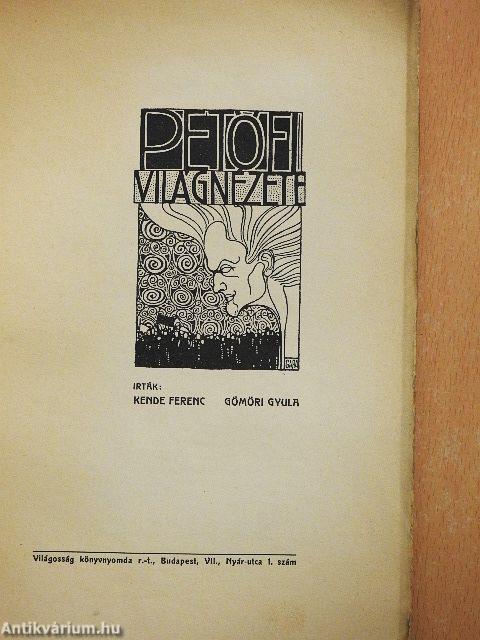 PETŐFI
VILÁGNÉZETE
IRTÁK:
KENDE FERENC GÖMÖRI GYULA
Világosság könyvnyomda r.-t., Budapest, VII., Nyár-utca 1. szám
Antikvárium.hu